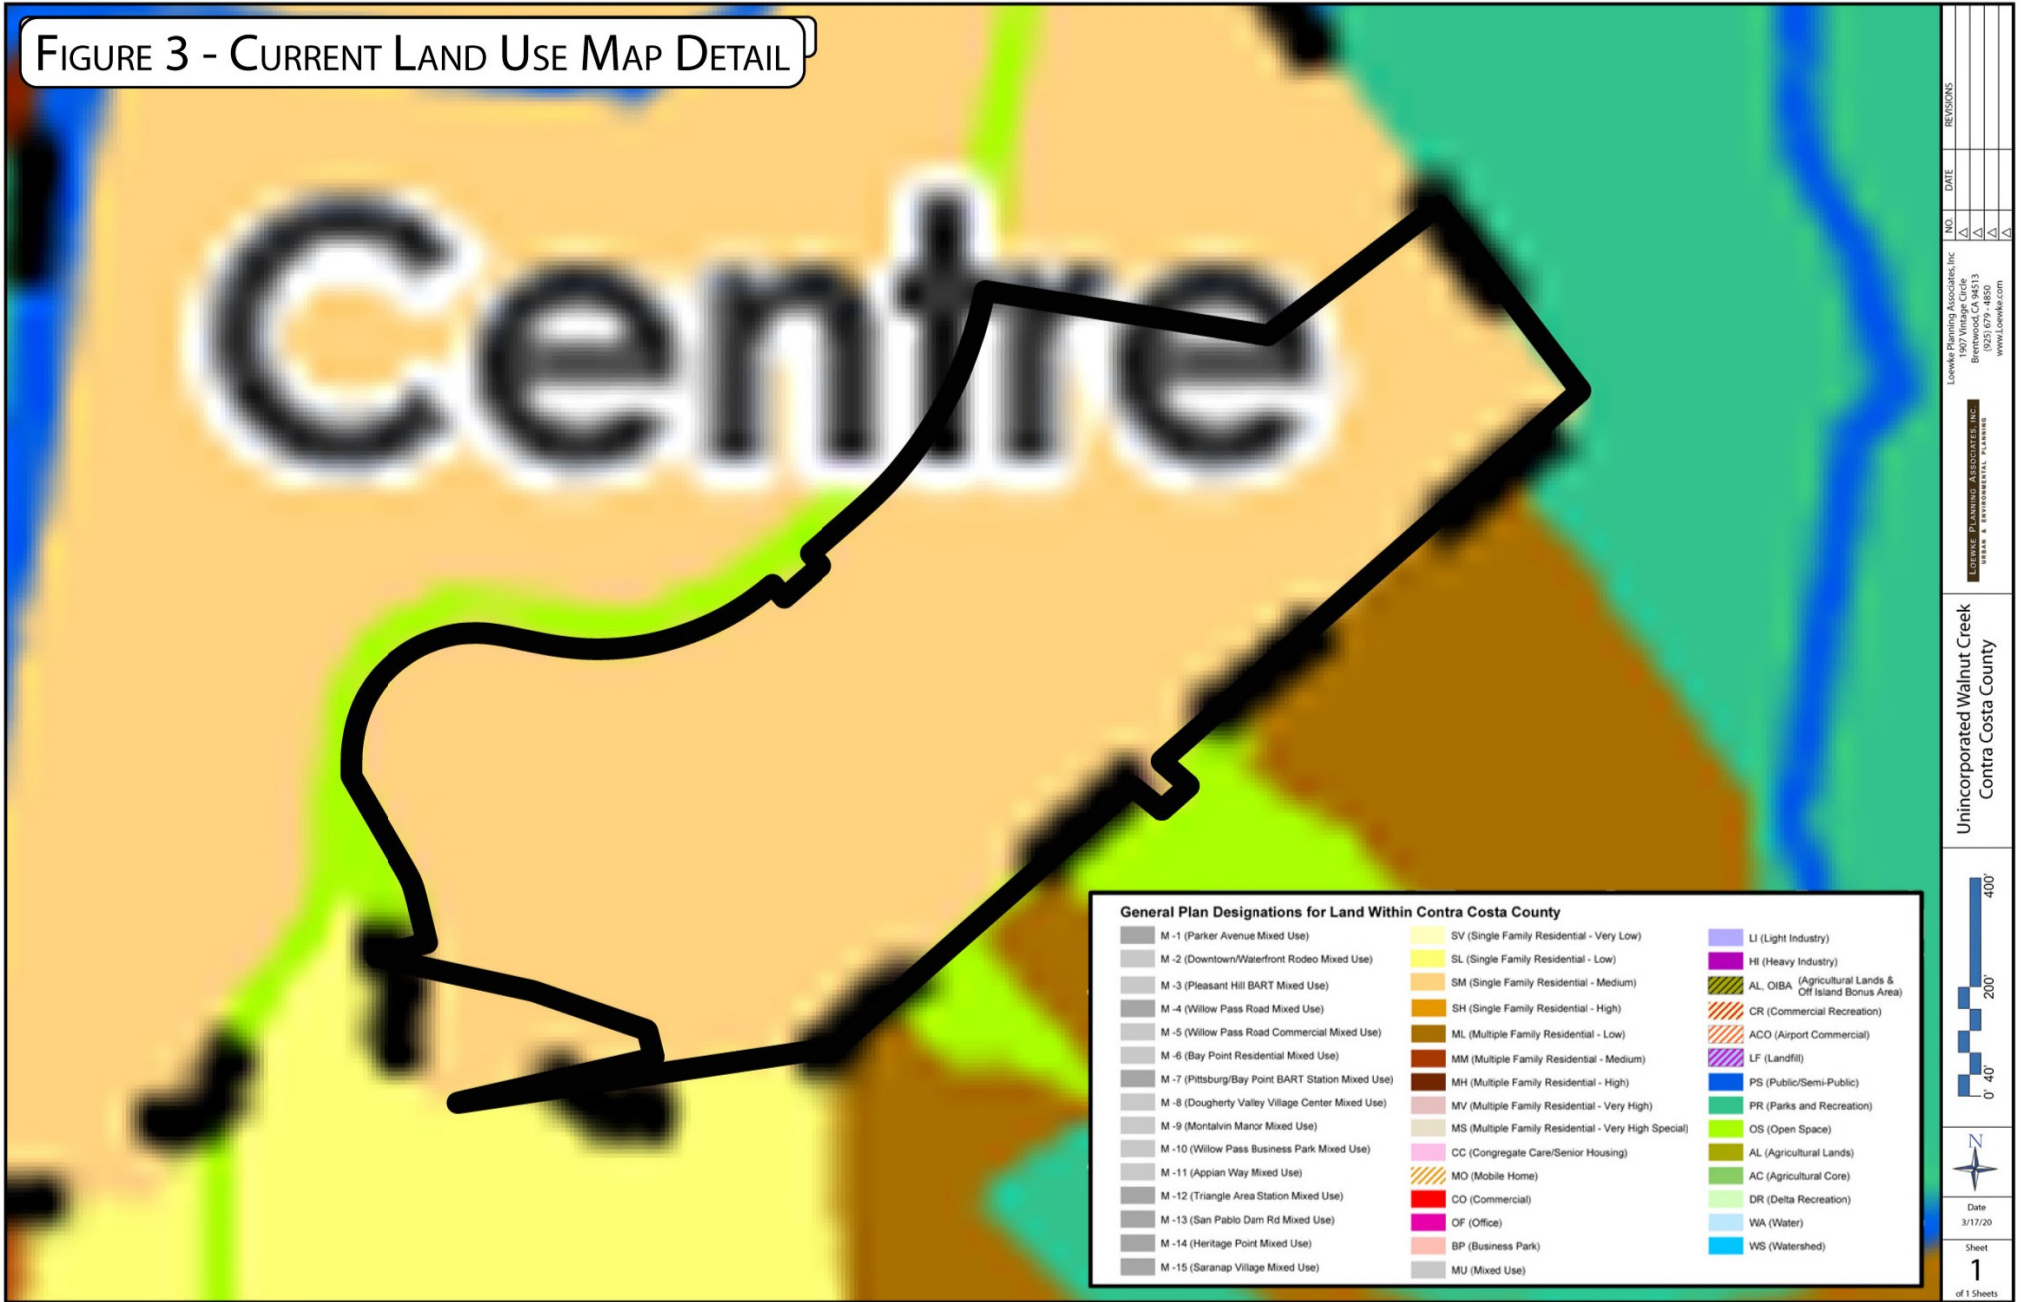 FIGURE 3 - CURRENT LAND USE MAP DETAIL
Centre
General Plan Designations for Land Within Contra Costa County
M -1 (Parker Avenue Mixed Use)
M -2 (Downtown/Waterfront Rodeo Mixed Use)
M -3 (Pleasant Hill BART Mixed Use)
M -4 (Willow Pass Road Mixed Use)
M -5 (Willow Pass Road Commercial Mixed Use)
M -6 (Bay Point Residential Mixed Use)
M -7 (Pittsburg/Bay Point BART Station Mixed Use)
M -8 (Dougherty Valley Village Center Mixed Use)
M -9 (Montalvin Manor Mixed Use)
M -10 (Willow Pass Business Park Mixed Use)
M -11 (Appian Way Mixed Use)
M -12 (Triangle Area Station Mixed Use)
M -13 (San Pablo Dam Rd Mixed Use)
M -14 (Heritage Point Mixed Use)
M -15 (Saranap Village Mixed Use)
SV (Single Family Residential - Very Low)
SL (Single Family Residential - Low)
SM (Single Family Residential - Medium)
SH (Single Family Residential - High)
ML (Multiple Family Residential - Low)
MM (Multiple Family Residential - Medium)
MH (Multiple Family Residential - High)
MV (Multiple Family Residential - Very High)
MS (Multiple Family Residential - Very High Special)
CC (Congregate Care/Senior Housing)
MO (Mobile Home)
CO (Commercial)
OF (Office)
BP (Business Park)
MU (Mixed Use)
LI (Light Industry)
HI (Heavy Industry)
AL, OIBA (Agricultural Lands &
Off Island Bonus Area)
CR (Commercial Recreation)
ACO (Airport Commercial)
LF (Landfill)
PS (Public/Semi-Public)
PR (Parks and Recreation)
OS (Open Space)
AL (Agricultural Lands)
AC (Agricultural Core)
DR (Delta Recreation)
WA (Water)
WS (Watershed)
NO. DATE REVISIONS
Loewke Planning Associates, Inc
1907 Vintage Circle
Brentwood, CA 94513
(925) 679 - 4850
www.Loewke.com
LOEWKE PLANNING ASSOCIATES, INC.
URBAN & ENVIRONMENTAL PLANNING
Unincorporated Walnut Creek
Contra Costa County
0' 40' 200' 400'
N
Date
3/17/20
Sheet
1
of 1 Sheets